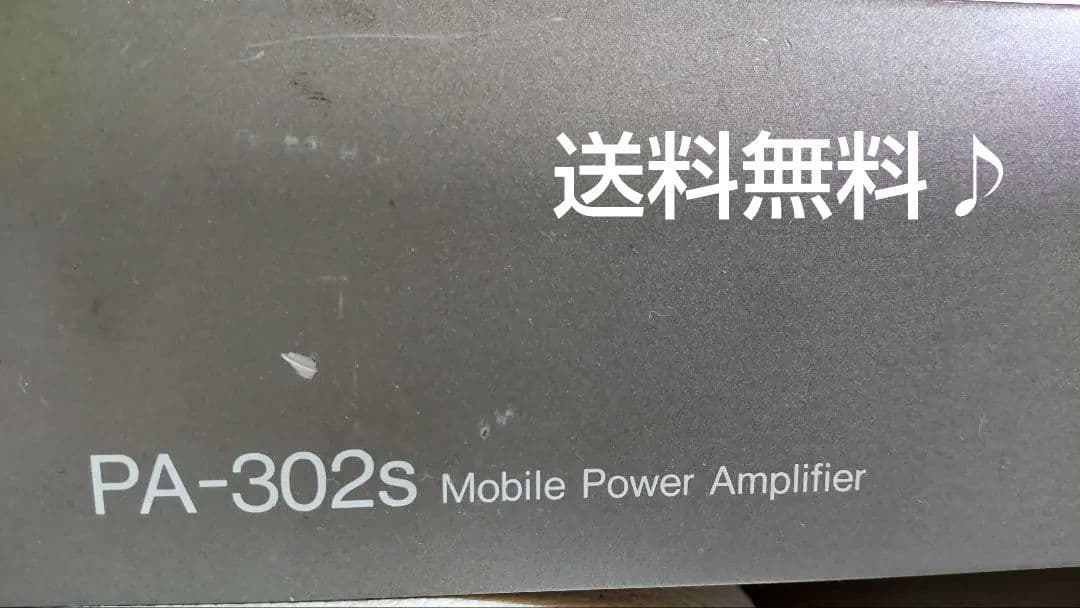 送料無料♪
PA-302s Mobile Power Amplifier